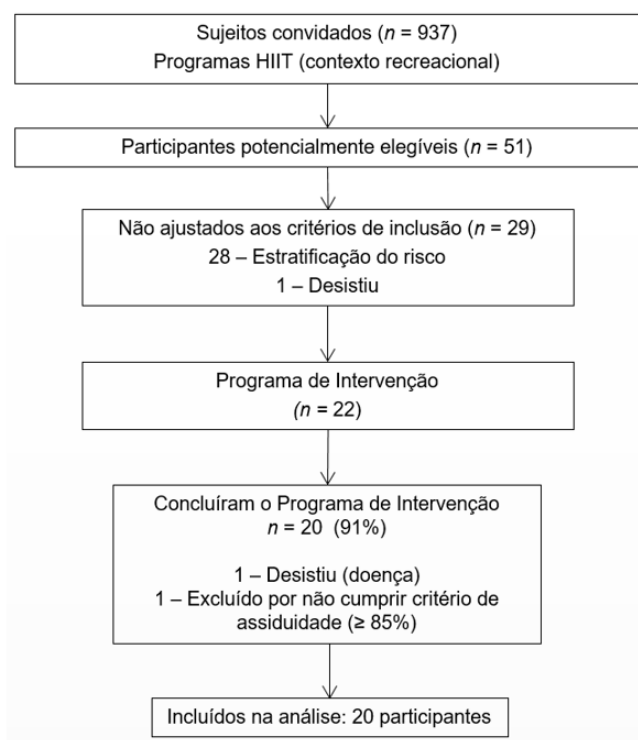 Sujeitos convidados (n = 937)
Programas HIIT (contexto recreacional)
Participantes potencialmente elegíveis (n = 51)
Não ajustados aos critérios de inclusão (n = 29)
28 – Estratificação do risco
1 – Desistiu
Programa de Intervenção
(n = 22)
Concluíram o Programa de Intervenção
n = 20 (91%)
1 – Desistiu (doença)
1 – Excluído por não cumprir critério de
assiduidade (≥ 85%)
Incluídos na análise: 20 participantes